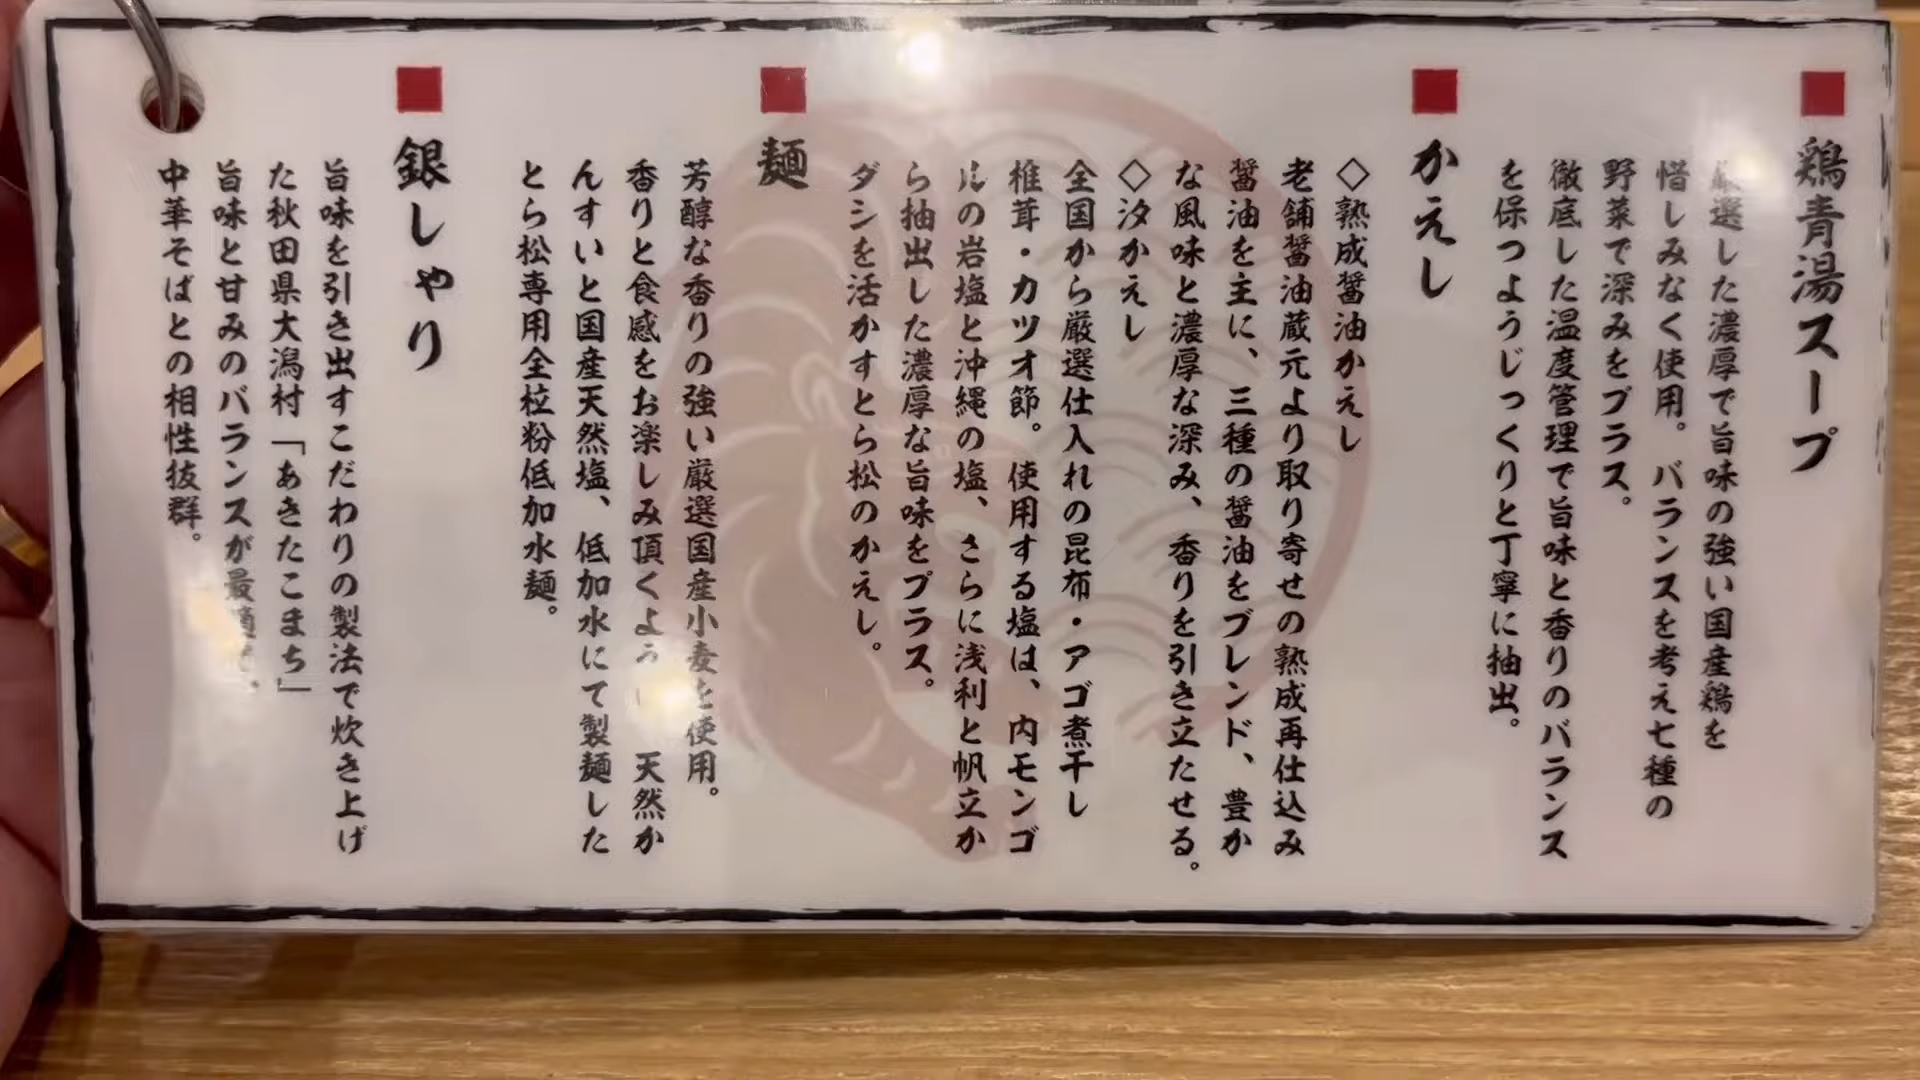 鶏青湯スープ
厳選した濃厚で旨味の強い国産鶏を
惜しみなく使用。バランスを考え七種の
野菜で深みをプラス。
徹底した温度管理で旨味と香りのバランス
を保つようじっくりと丁寧に抽出。
かえし
◇熟成醤油かえし
老舗醤油蔵元より取り寄せの熟成再仕込み
醤油を主に、三種の醤油をブレンド、豊か
な風味と濃厚な深み、香りを引き立たせる。
◇汐かえし
全国から厳選仕入れの昆布・アゴ煮干し
椎茸・カツオ節。使用する塩は、内モンゴ
ルの岩塩と沖縄の塩、さらに浅利と帆立か
ら抽出した濃厚な旨味をプラス。
ダシを活かすとら松のかえし。
麺
芳醇な香りの強い厳選国産小麦を使用。
香りと食感をお楽しみ頂くよう 天然か
んすいと国産天然塩、低加水にて製麺した
とら松専用全粒粉低加水麺。
銀しゃり
旨味を引き出すこだわりの製法で炊き上げ
た秋田県大潟村「あきたこまち」
旨味と甘みのバランスが最適
中華そばとの相性抜群。